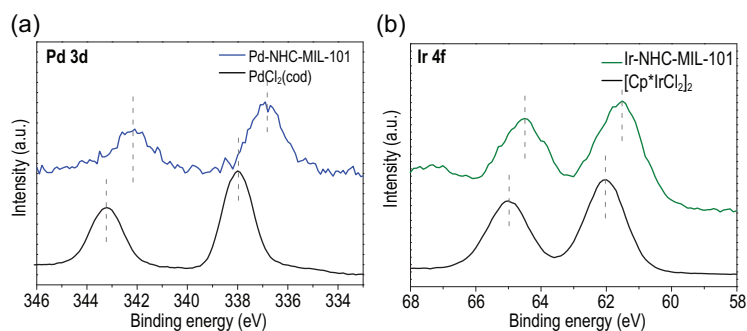 (a)
Pd 3d
Pd-NHC-MIL-101
PdCl₂(cod)
Intensity (a.u.)
346 344 342 340 338 336 334
Binding energy (eV)
(b)
Ir 4f
Ir-NHC-MIL-101
[Cp*IrCl₂]₂
Intensity (a.u.)
68 66 64 62 60 58
Binding energy (eV)